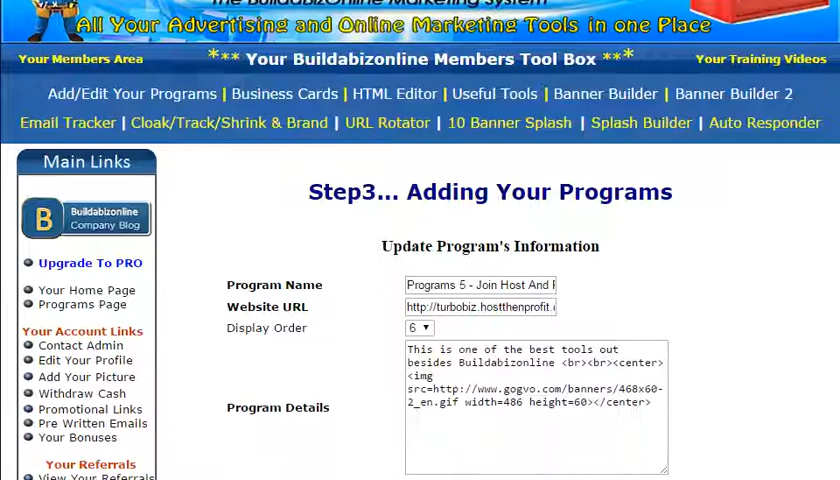 The BuildaBizOnline Marketing System
All Your Advertising and Online Marketing Tools in one Place
Your Members Area
*** Your Buildabizonline Members Tool Box ***
Your Training Videos
Add/Edit Your Programs | Business Cards | HTML Editor | Useful Tools | Banner Builder | Banner Builder 2
Email Tracker | Cloak/Track/Shrink & Brand | URL Rotator | 10 Banner Splash | Splash Builder | Auto Responder
Main Links
B
Buildabizonline
Company Blog
Upgrade To PRO
Your Home Page
Programs Page
Your Account Links
Contact Admin
Edit Your Profile
Add Your Picture
Withdraw Cash
Promotional Links
Pre Written Emails
Your Bonuses
Your Referrals
View Your Referrals
Step3... Adding Your Programs
Update Program's Information
Program Name
Programs 5 - Join Host And
Website URL
http://turbobiz.hostthenprofit.
Display Order
6
Program Details
This is one of the best tools out
besides Buildabizonline <br><br><center>
<img
src=http://www.gogvo.com/banners/468x60-
2_en.gif width=486 height=60></center>